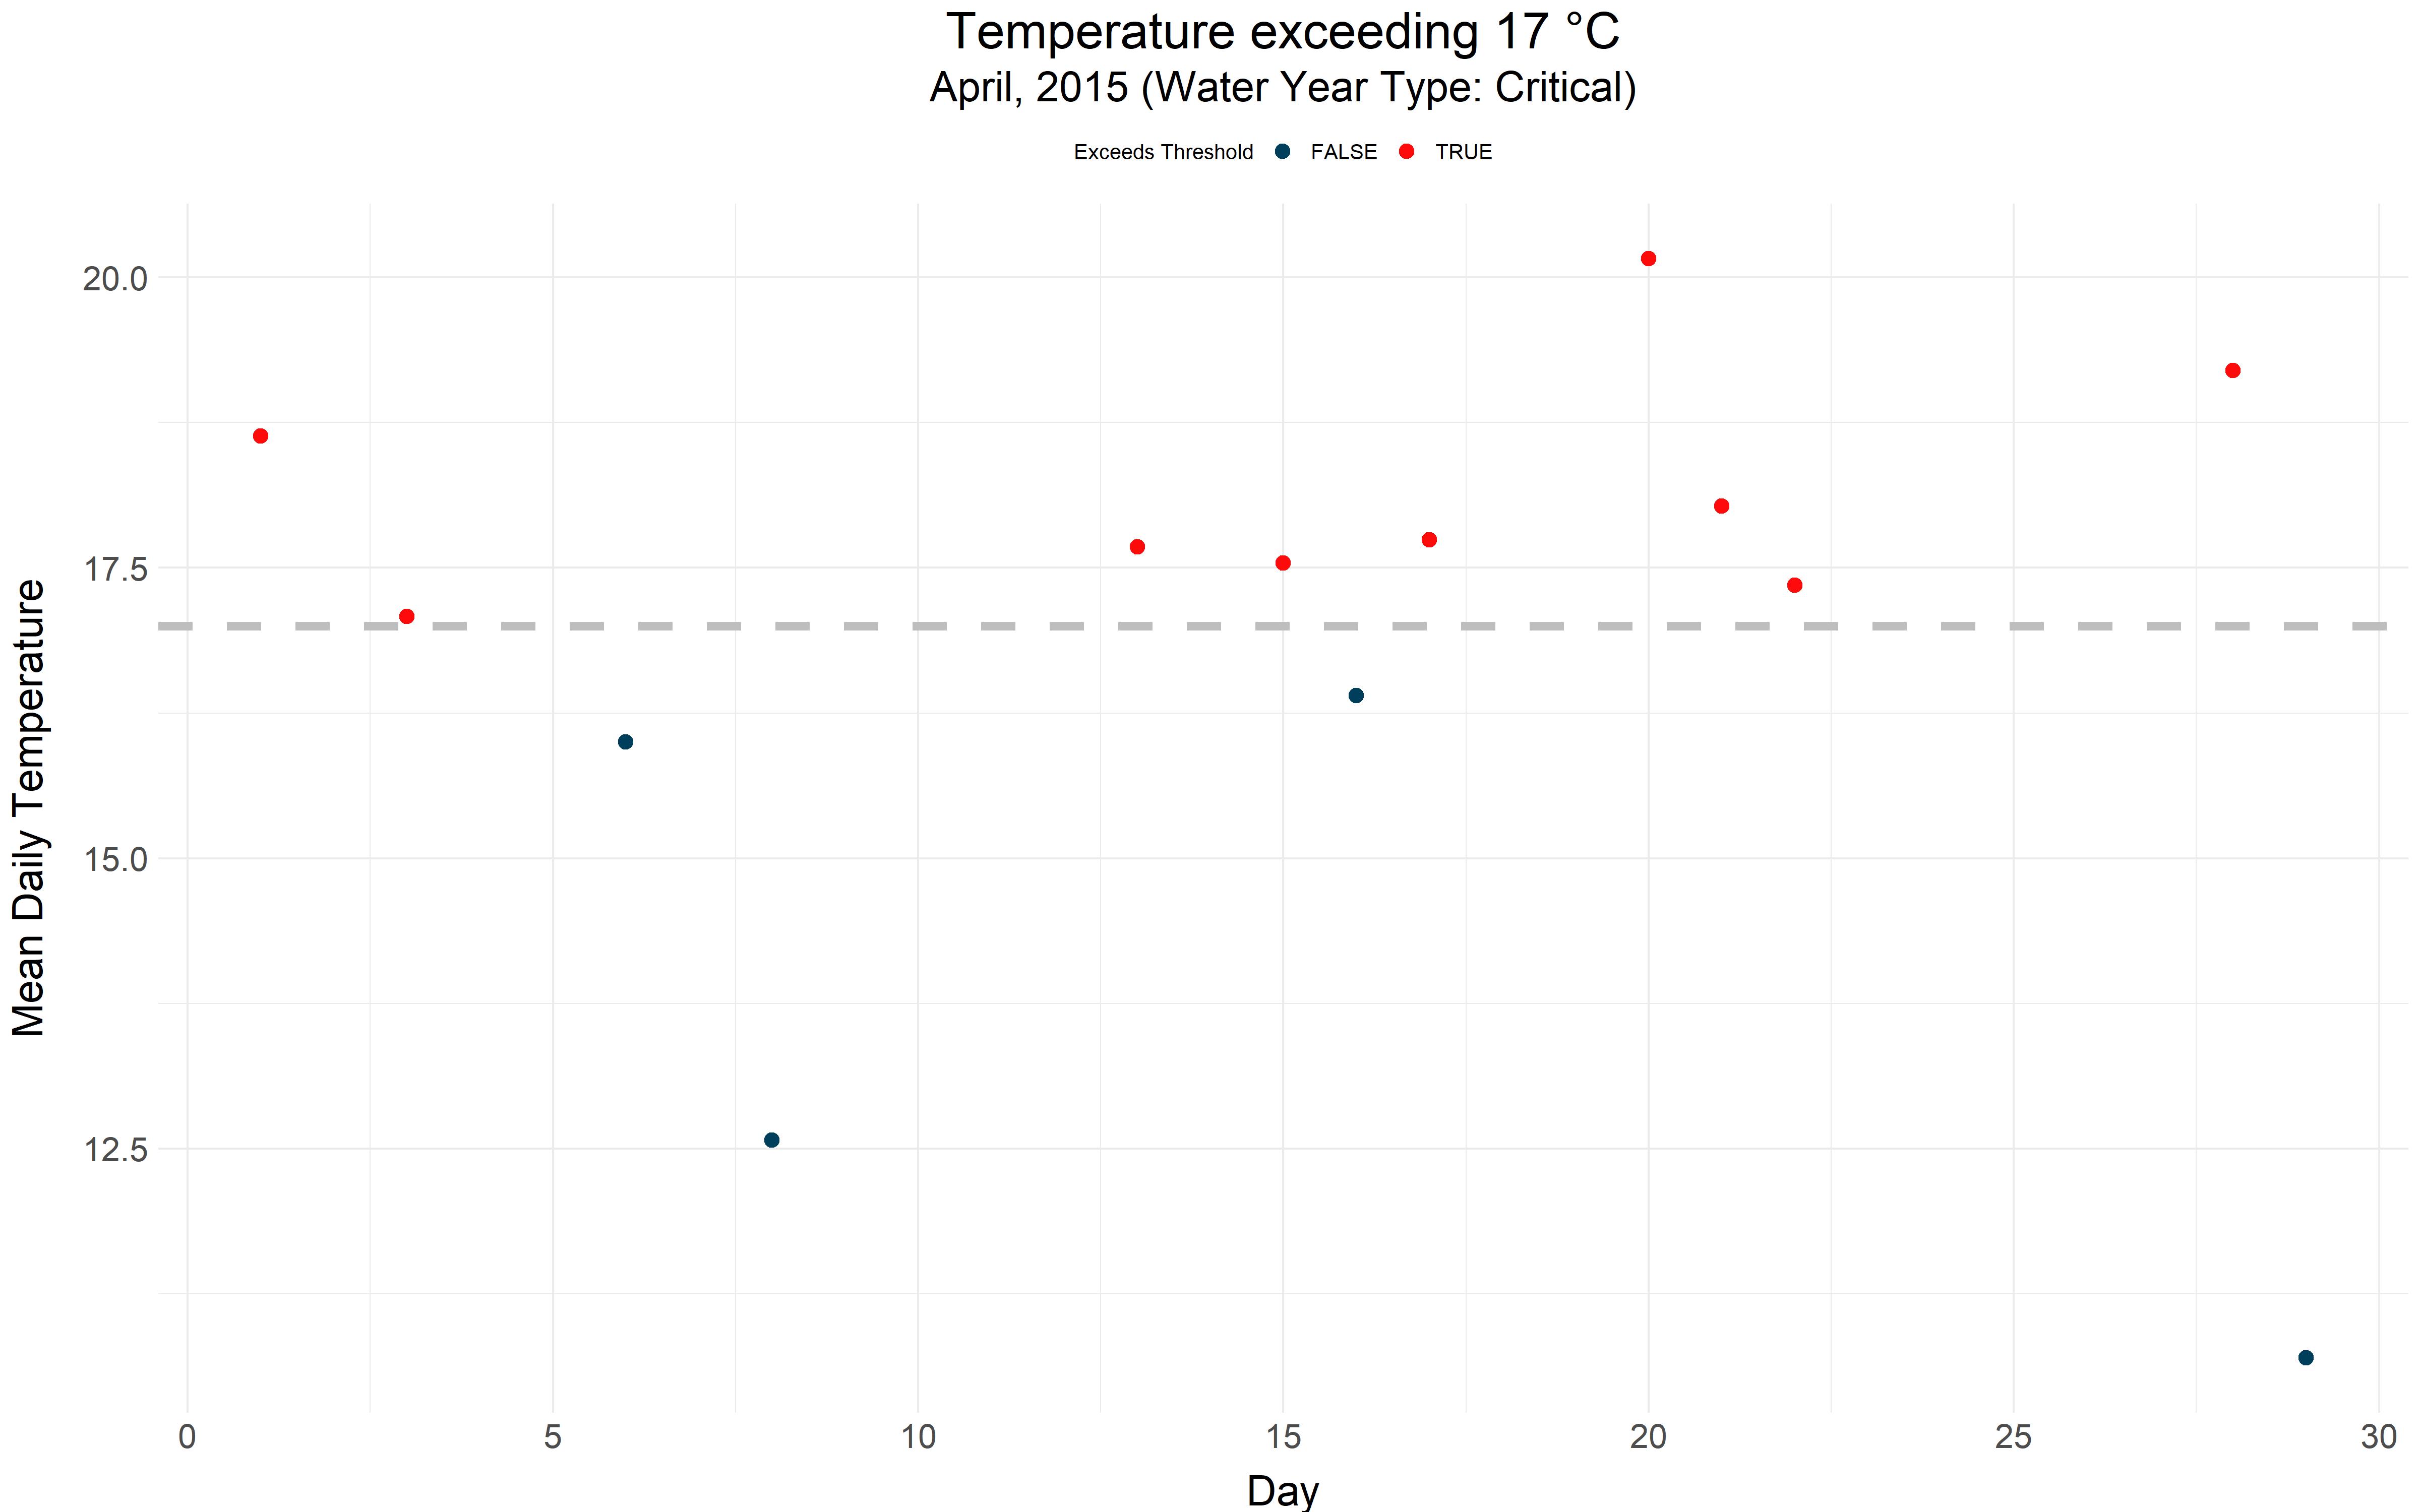 Temperature exceeding 17 °C
April, 2015 (Water Year Type: Critical)
Exceeds Threshold FALSE TRUE
Mean Daily Temperature
20.0
17.5
15.0
12.5
0 5 10 15 20 25 30
Day